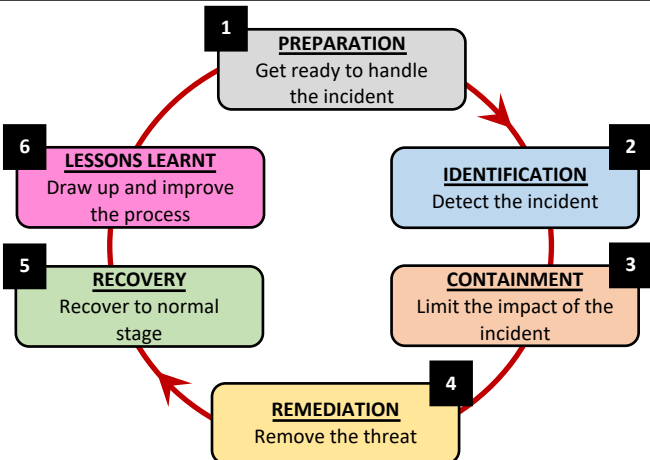 1
PREPARATION
Get ready to handle
the incident
2
IDENTIFICATION
Detect the incident
3
CONTAINMENT
Limit the impact of the
incident
4
REMEDIATION
Remove the threat
5
RECOVERY
Recover to normal
stage
6
LESSONS LEARNT
Draw up and improve
the process